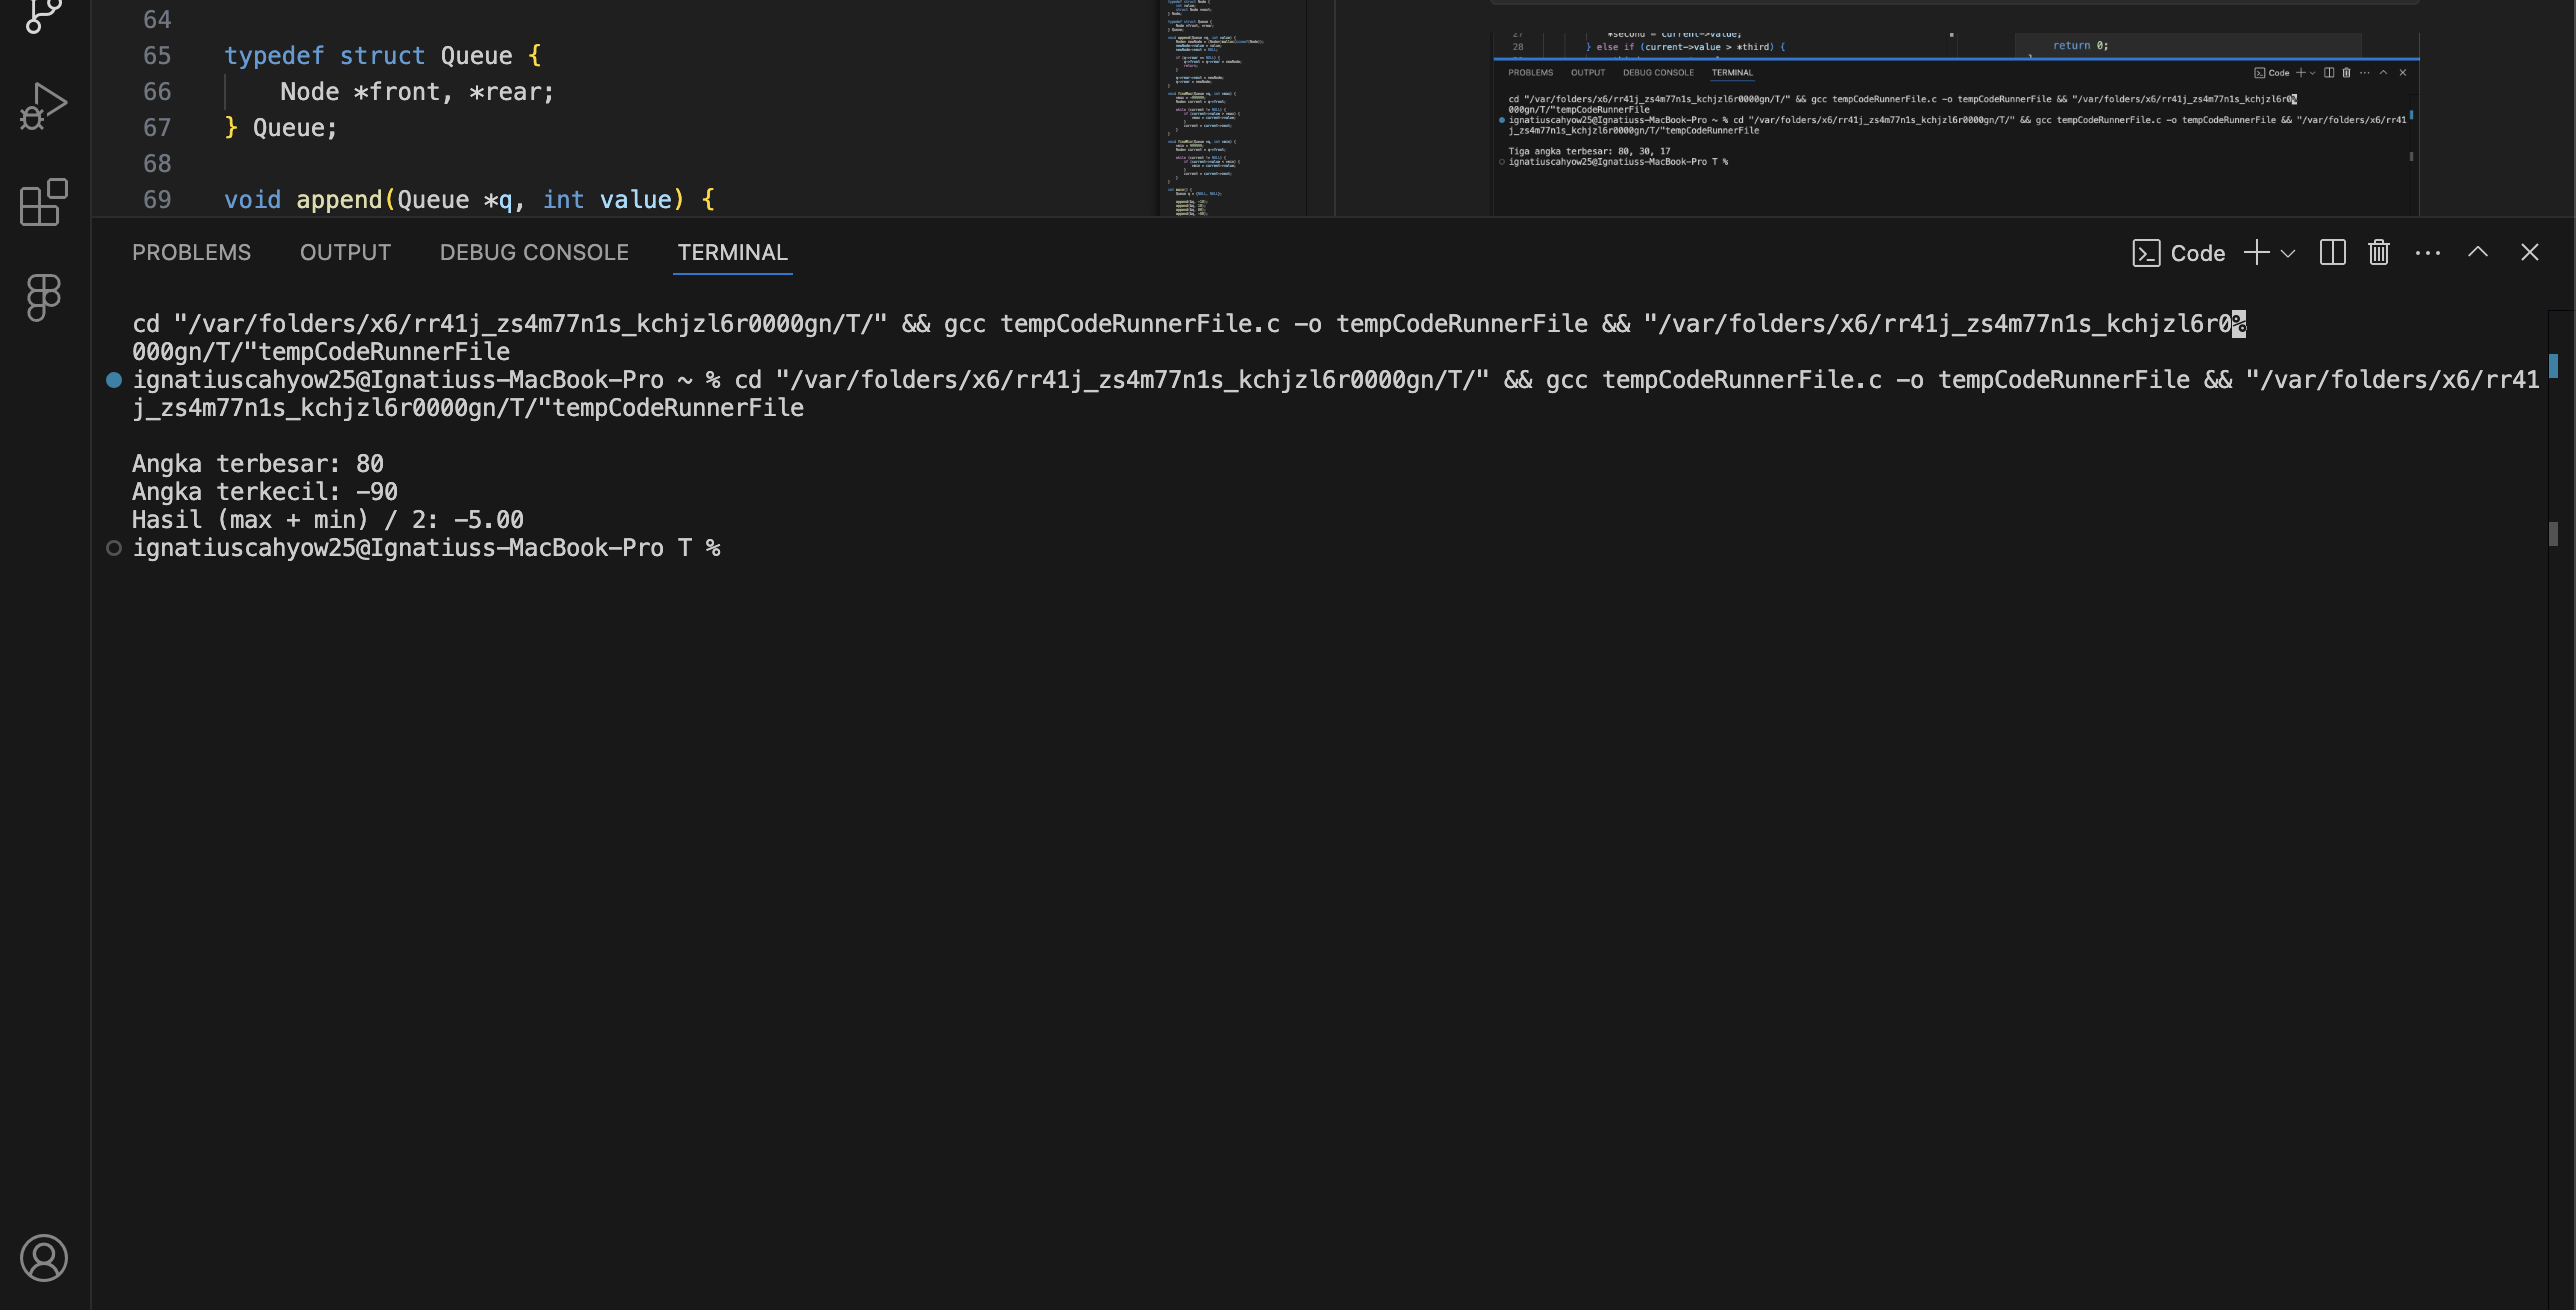 64
65 typedef struct Queue {
66 Node *front, *rear;
67 } Queue;
68
69 void append(Queue *q, int value) {
*second = current->value;
28 } else if (current->value > *third) {
return 0;
PROBLEMS OUTPUT DEBUG CONSOLE TERMINAL
Code
cd "/var/folders/x6/rr41j_zs4m77n1s_kchjzl6r0000gn/T/" && gcc tempCodeRunnerFile.c -o tempCodeRunnerFile && "/var/folders/x6/rr41j_zs4m77n1s_kchjzl6r0%
000gn/T/"tempCodeRunnerFile
ignatiuscahyow25@Ignatiuss-MacBook-Pro ~ % cd "/var/folders/x6/rr41j_zs4m77n1s_kchjzl6r0000gn/T/" && gcc tempCodeRunnerFile.c -o tempCodeRunnerFile && "/var/folders/x6/rr41
j_zs4m77n1s_kchjzl6r0000gn/T/"tempCodeRunnerFile
Tiga angka terbesar: 80, 30, 17
ignatiuscahyow25@Ignatiuss-MacBook-Pro T %
PROBLEMS OUTPUT DEBUG CONSOLE TERMINAL
Code
cd "/var/folders/x6/rr41j_zs4m77n1s_kchjzl6r0000gn/T/" && gcc tempCodeRunnerFile.c -o tempCodeRunnerFile && "/var/folders/x6/rr41j_zs4m77n1s_kchjzl6r0%
000gn/T/"tempCodeRunnerFile
ignatiuscahyow25@Ignatiuss-MacBook-Pro ~ % cd "/var/folders/x6/rr41j_zs4m77n1s_kchjzl6r0000gn/T/" && gcc tempCodeRunnerFile.c -o tempCodeRunnerFile && "/var/folders/x6/rr41
j_zs4m77n1s_kchjzl6r0000gn/T/"tempCodeRunnerFile
Angka terbesar: 80
Angka terkecil: -90
Hasil (max + min) / 2: -5.00
ignatiuscahyow25@Ignatiuss-MacBook-Pro T %